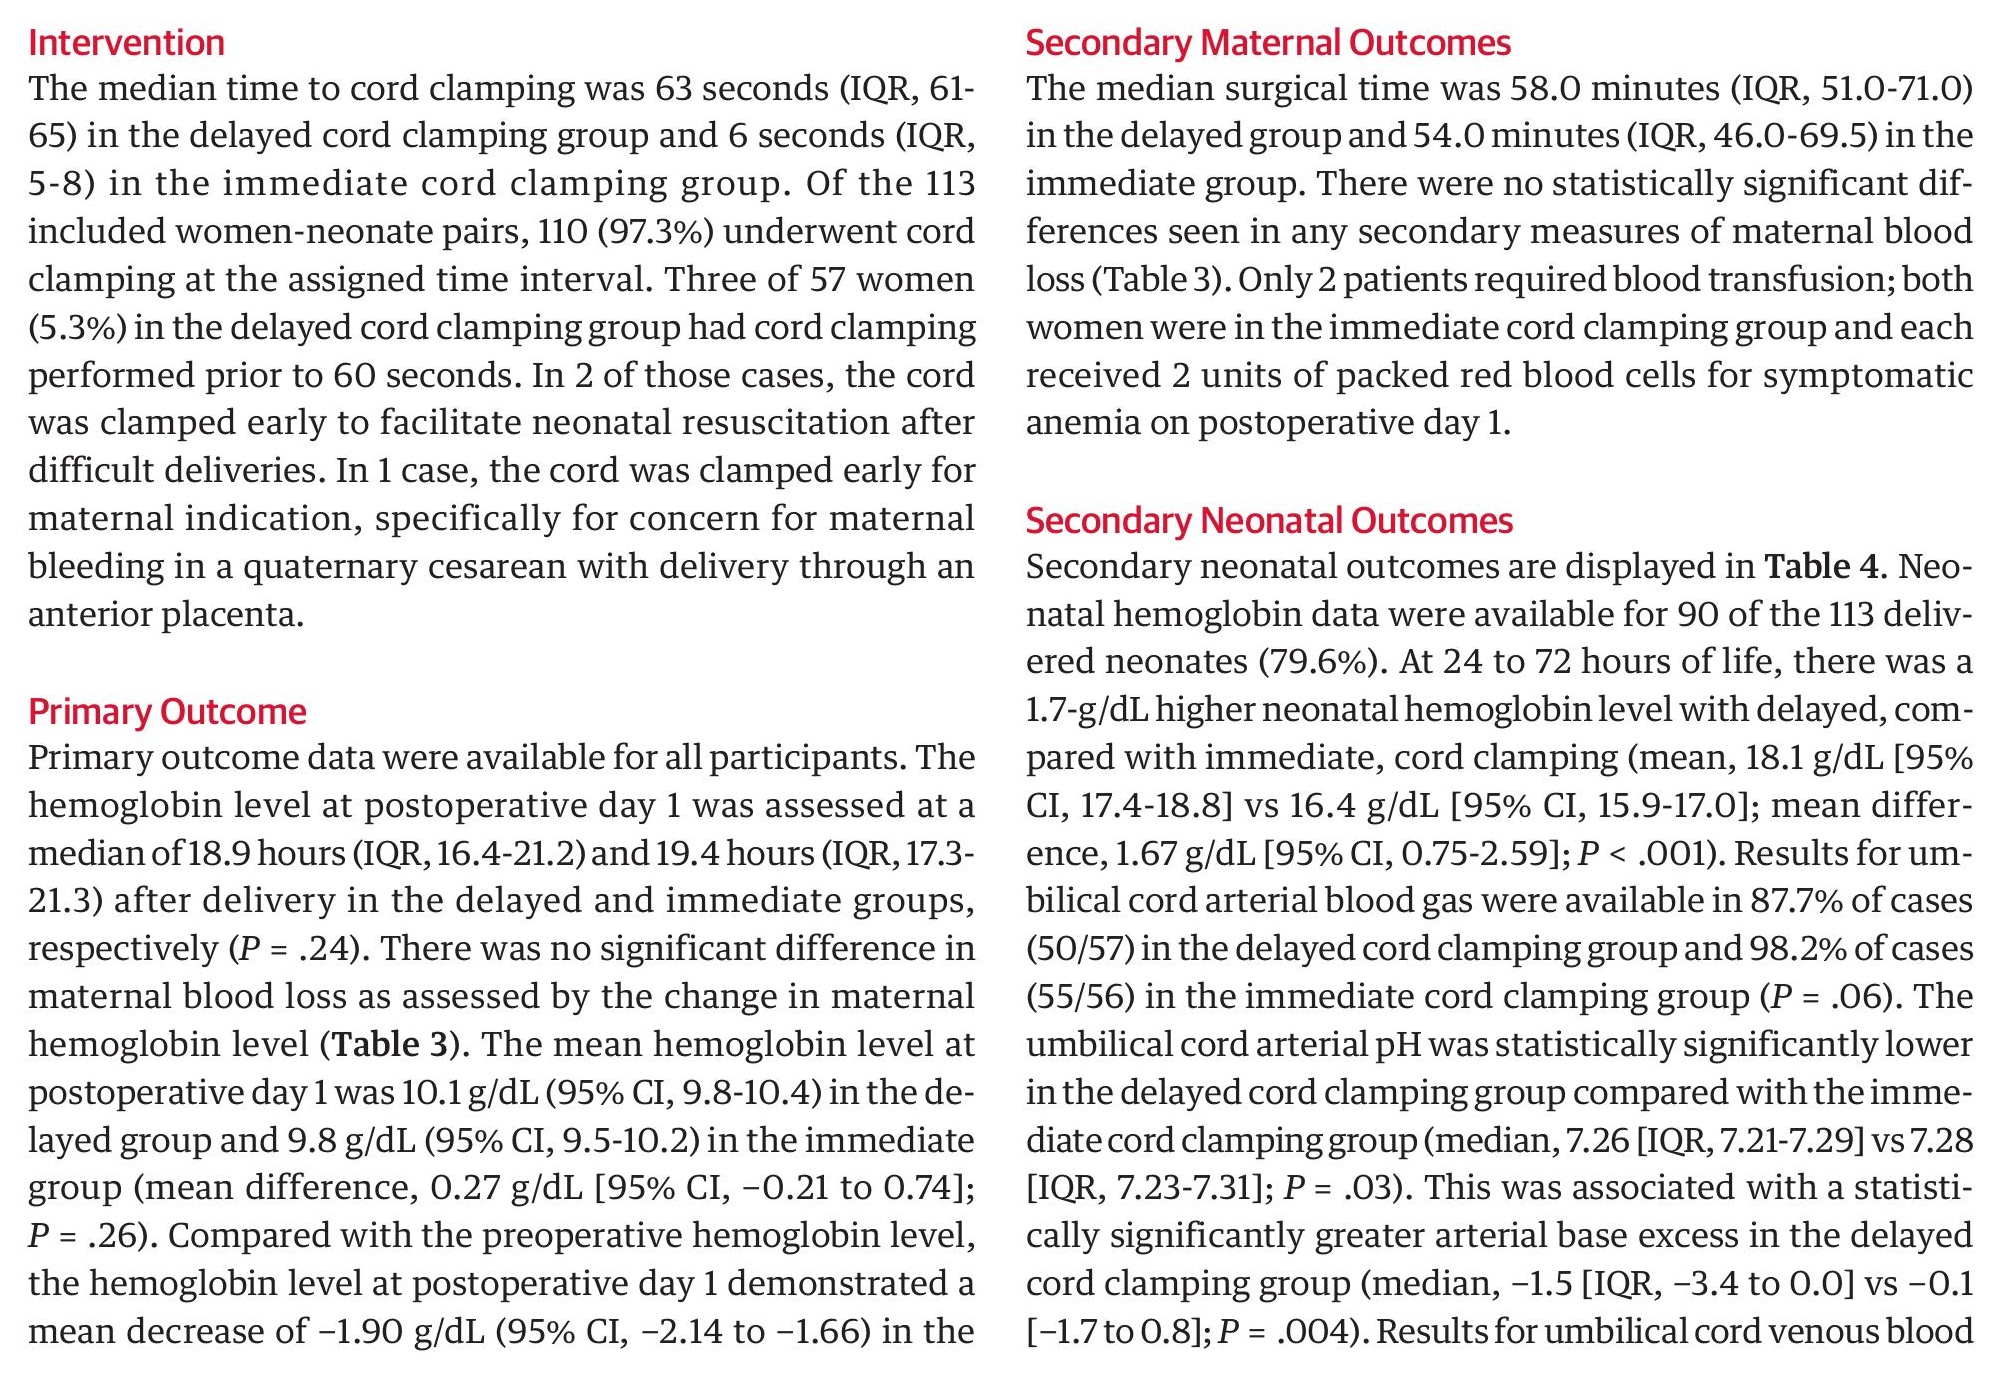 Intervention
The median time to cord clamping was 63 seconds (IQR, 61-
65) in the delayed cord clamping group and 6 seconds (IQR,
5-8) in the immediate cord clamping group. Of the 113
included women-neonate pairs, 110 (97.3%) underwent cord
clamping at the assigned time interval. Three of 57 women
(5.3%) in the delayed cord clamping group had cord clamping
performed prior to 60 seconds. In 2 of those cases, the cord
was clamped early to facilitate neonatal resuscitation after
difficult deliveries. In 1 case, the cord was clamped early for
maternal indication, specifically for concern for maternal
bleeding in a quaternary cesarean with delivery through an
anterior placenta.
Primary Outcome
Primary outcome data were available for all participants. The
hemoglobin level at postoperative day 1 was assessed at a
median of 18.9 hours (IQR, 16.4-21.2) and 19.4 hours (IQR, 17.3-
21.3) after delivery in the delayed and immediate groups,
respectively (P = .24). There was no significant difference in
maternal blood loss as assessed by the change in maternal
hemoglobin level (Table 3). The mean hemoglobin level at
postoperative day 1 was 10.1 g/dL (95% CI, 9.8-10.4) in the de-
layed group and 9.8 g/dL (95% CI, 9.5-10.2) in the immediate
group (mean difference, 0.27 g/dL [95% CI, −0.21 to 0.74];
P = .26). Compared with the preoperative hemoglobin level,
the hemoglobin level at postoperative day 1 demonstrated a
mean decrease of −1.90 g/dL (95% CI, −2.14 to −1.66) in the
Secondary Maternal Outcomes
The median surgical time was 58.0 minutes (IQR, 51.0-71.0)
in the delayed group and 54.0 minutes (IQR, 46.0-69.5) in the
immediate group. There were no statistically significant dif-
ferences seen in any secondary measures of maternal blood
loss (Table 3). Only 2 patients required blood transfusion; both
women were in the immediate cord clamping group and each
received 2 units of packed red blood cells for symptomatic
anemia on postoperative day 1.
Secondary Neonatal Outcomes
Secondary neonatal outcomes are displayed in Table 4. Neo-
natal hemoglobin data were available for 90 of the 113 deliv-
ered neonates (79.6%). At 24 to 72 hours of life, there was a
1.7-g/dL higher neonatal hemoglobin level with delayed, com-
pared with immediate, cord clamping (mean, 18.1 g/dL [95%
CI, 17.4-18.8] vs 16.4 g/dL [95% CI, 15.9-17.0]; mean differ-
ence, 1.67 g/dL [95% CI, 0.75-2.59]; P < .001). Results for um-
bilical cord arterial blood gas were available in 87.7% of cases
(50/57) in the delayed cord clamping group and 98.2% of cases
(55/56) in the immediate cord clamping group (P = .06). The
umbilical cord arterial pH was statistically significantly lower
in the delayed cord clamping group compared with the imme-
diate cord clamping group (median, 7.26 [IQR, 7.21-7.29] vs 7.28
[IQR, 7.23-7.31]; P = .03). This was associated with a statisti-
cally significantly greater arterial base excess in the delayed
cord clamping group (median, −1.5 [IQR, −3.4 to 0.0] vs −0.1
[−1.7 to 0.8]; P = .004). Results for umbilical cord venous blood